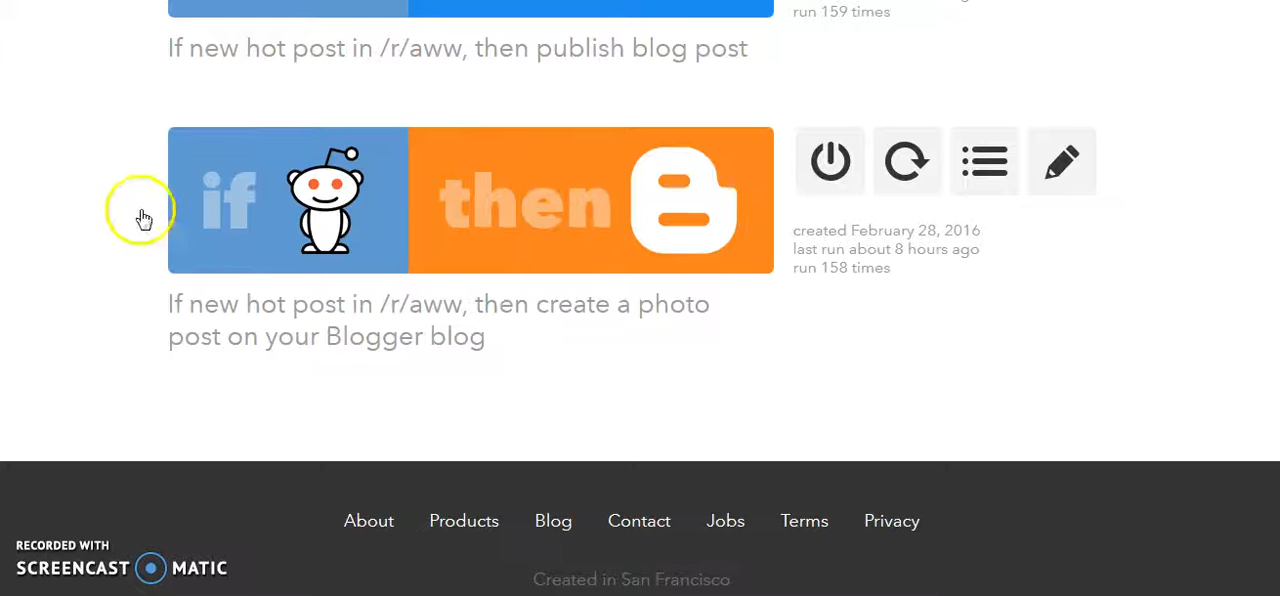 run 159 times
If new hot post in /r/aww, then publish blog post
if then
created February 28, 2016
last run about 8 hours ago
run 158 times
If new hot post in /r/aww, then create a photo
post on your Blogger blog
About Products Blog Contact Jobs Terms Privacy
RECORDED WITH
SCREENCAST MATIC
Created in San Francisco